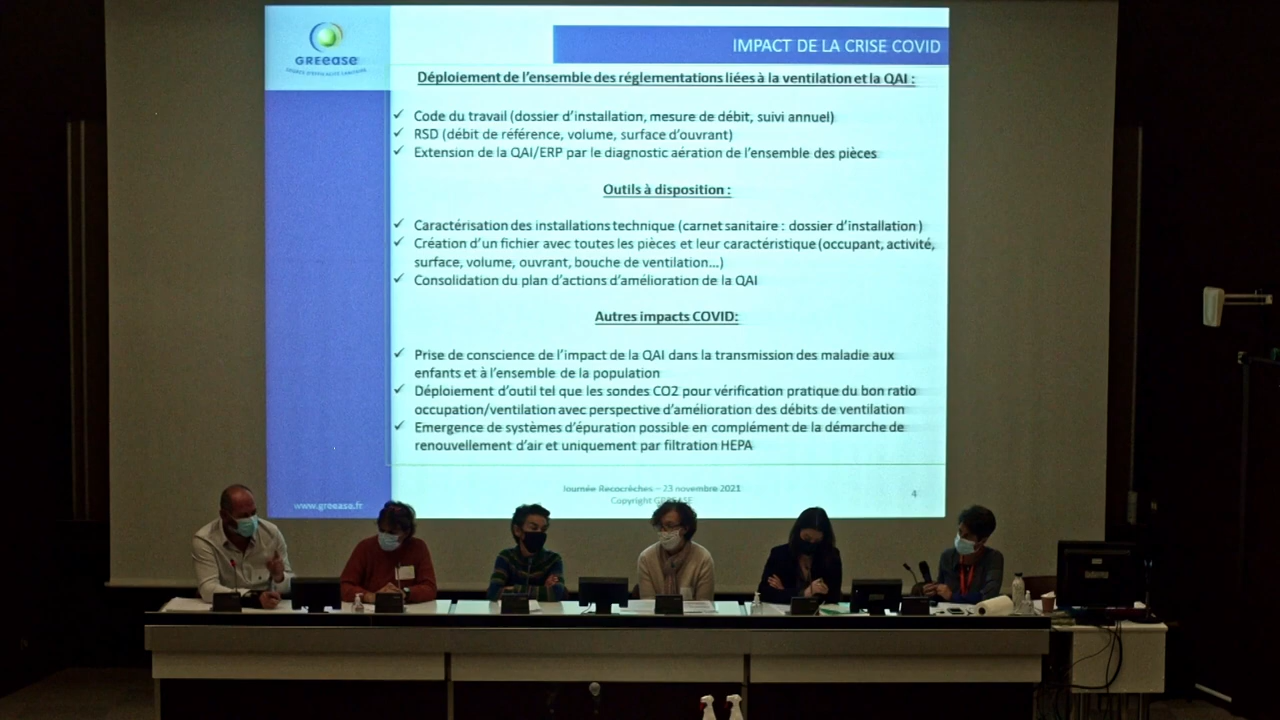 GREease
SOURCE D'EFFICACITÉ SANITAIRE
IMPACT DE LA CRISE COVID
Déploiement de l'ensemble des réglementations liées à la ventilation et la QAI :
✓ Code du travail (dossier d'installation, mesure de débit, suivi annuel)
✓ RSD (débit de référence, volume, surface d'ouvrant)
✓ Extension de la QAI/ERP par le diagnostic aération de l'ensemble des pièces
Outils à disposition :
✓ Caractérisation des installations technique (carnet sanitaire : dossier d'installation)
✓ Création d'un fichier avec toutes les pièces et leur caractéristique (occupant, activité,
surface, volume, ouvrant, bouche de ventilation...)
✓ Consolidation du plan d'actions d'amélioration de la QAI
Autres impacts COVID:
✓ Prise de conscience de l'impact de la QAI dans la transmission des maladie aux
enfants et à l'ensemble de la population
✓ Déploiement d'outil tel que les sondes CO2 pour vérification pratique du bon ratio
occupation/ventilation avec perspective d'amélioration des débits de ventilation
✓ Emergence de systèmes d'épuration possible en complément de la démarche de
renouvellement d'air et uniquement par filtration HEPA
Journée Recocrèches – 23 novembre 2021
Copyright GREEASE
4
www.greease.fr